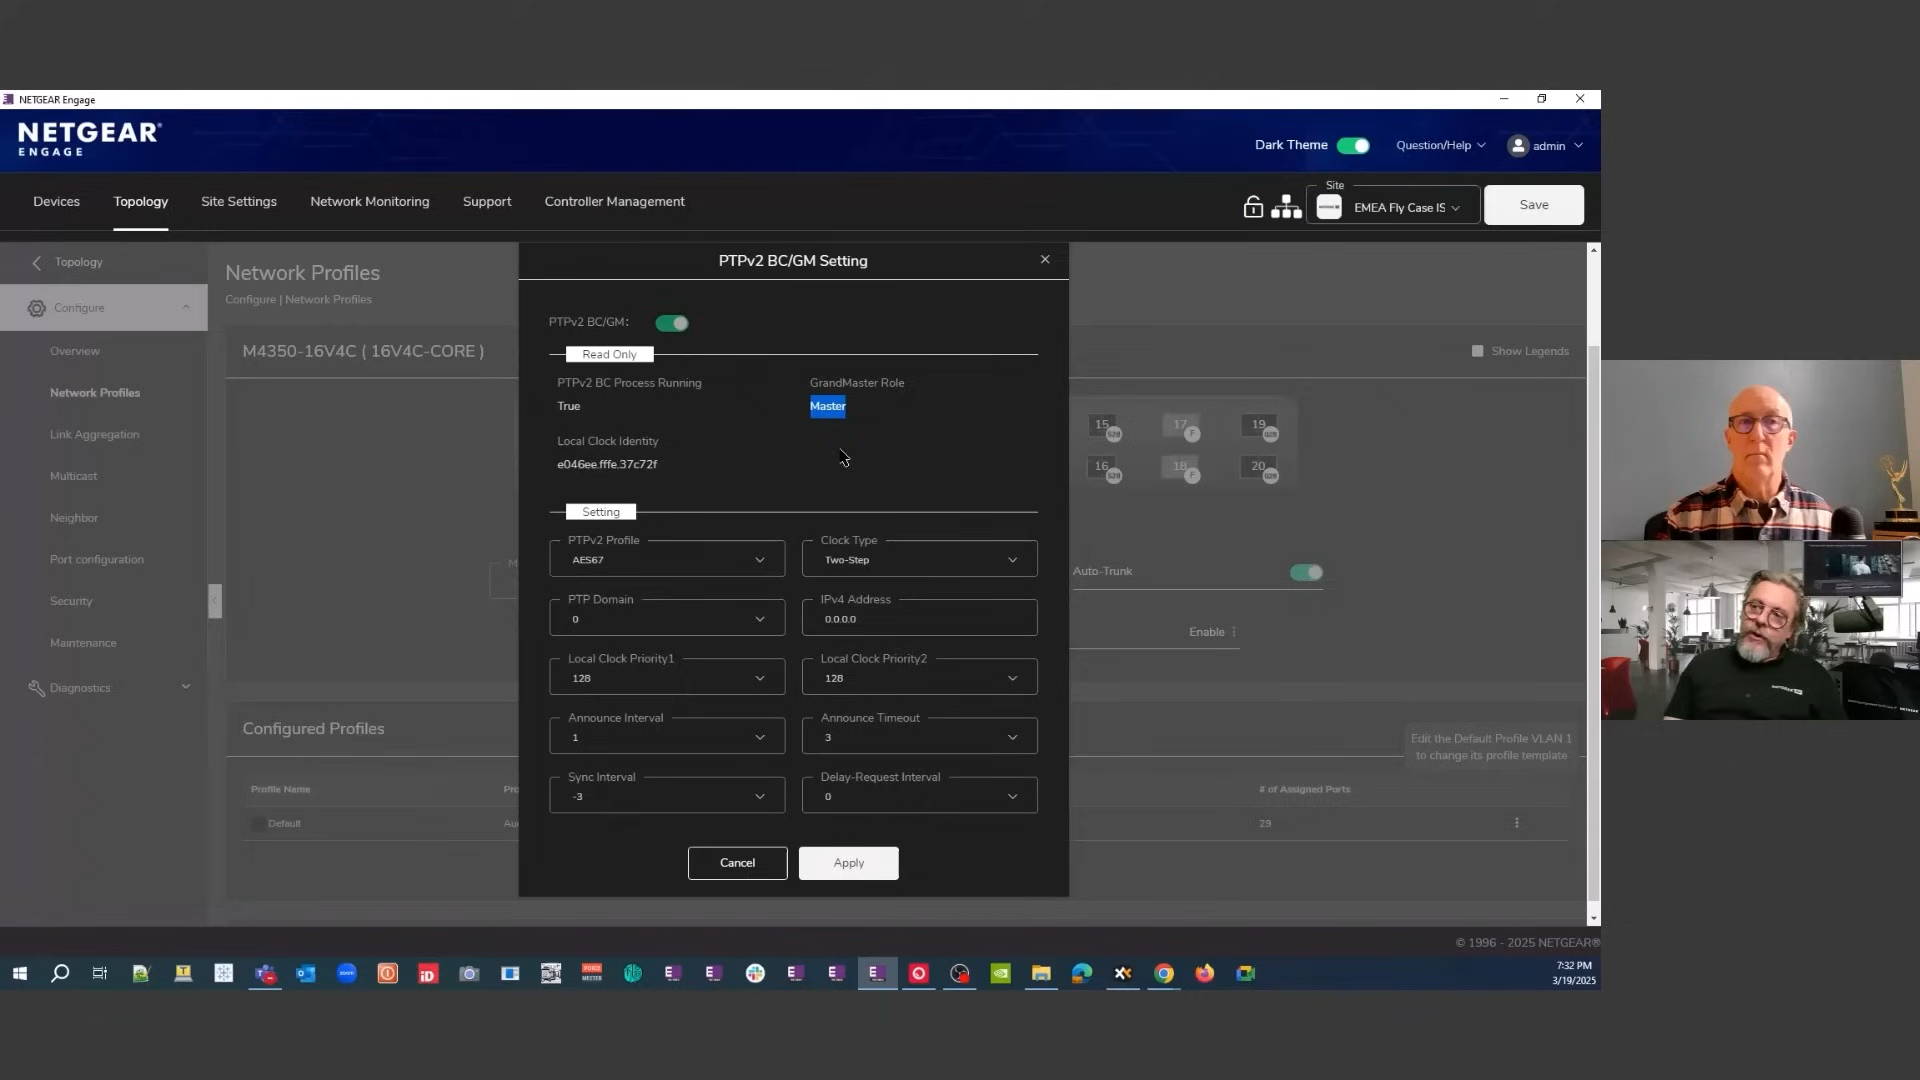 NETGEAR Engage
NETGEAR
ENGAGE
Dark Theme
Question/Help
admin
Devices
Topology
Site Settings
Network Monitoring
Support
Controller Management
Site
EMEA Fly Case IS
Save
Topology
Configure
Overview
Network Profiles
Link Aggregation
Multicast
Neighbor
Port configuration
Security
Maintenance
Diagnostics
Network Profiles
Configure | Network Profiles
M4350-16V4C ( 16V4C-CORE )
Show Legends
15 17 19
16 18 20
Auto-Trunk
Enable
Configured Profiles
Edit the Default Profile VLAN 1
to change its profile template
Profile Name
# of Assigned Ports
Default
29
PTPv2 BC/GM Setting
PTPv2 BC/GM:
Read Only
PTPv2 BC Process Running
GrandMaster Role
True
Master
Local Clock Identity
e046ee.fffe.37c72f
Setting
PTPv2 Profile
AES67
Clock Type
Two-Step
PTP Domain
0
IPv4 Address
0.0.0.0
Local Clock Priority1
128
Local Clock Priority2
128
Announce Interval
1
Announce Timeout
3
Sync Interval
-3
Delay-Request Interval
0
Cancel
Apply
© 1996 - 2025 NETGEAR®
7:32 PM
3/19/2025